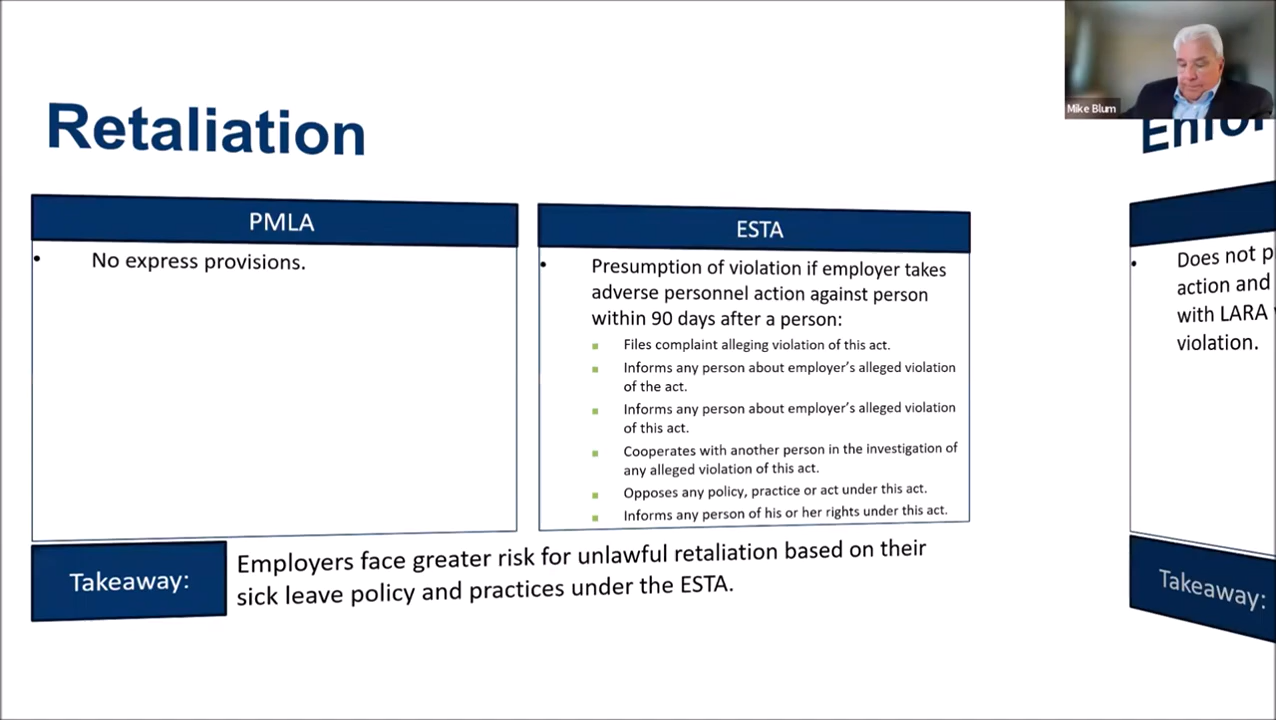 Mike Blum
Retaliation
PMLA
• No express provisions.
ESTA
• Presumption of violation if employer takes
adverse personnel action against person
within 90 days after a person:
Files complaint alleging violation of this act.
Informs any person about employer's alleged violation
of the act.
Informs any person about employer's alleged violation
of this act.
Cooperates with another person in the investigation of
any alleged violation of this act.
Opposes any policy, practice or act under this act.
Informs any person of his or her rights under this act.
Takeaway:
Employers face greater risk for unlawful retaliation based on their
sick leave policy and practices under the ESTA.
• Does not p
action and
with LARA
violation.
Takeaway: